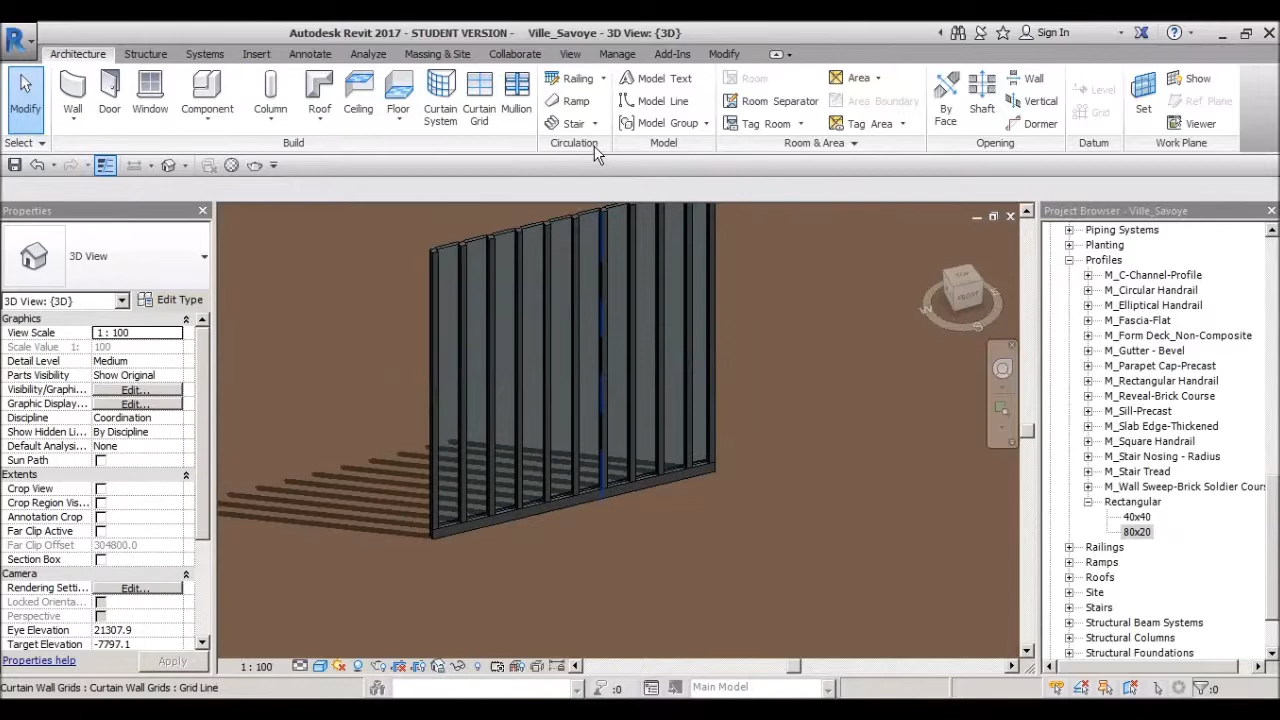 Autodesk Revit 2017 - STUDENT VERSION - Ville_Savoye - 3D View: {3D}
Sign In
Architecture Structure Systems Insert Annotate Analyze Massing & Site Collaborate View Manage Add-Ins Modify
Modify
Wall
Door
Window
Component
Column
Roof
Ceiling
Floor
Curtain System
Curtain Grid
Mullion
Railing
Ramp
Stair
Model Text
Model Line
Model Group
Room
Room Separator
Tag Room
Area
Area Boundary
Tag Area
By Face
Shaft
Wall
Vertical
Dormer
Level
Grid
Set
Show
Ref Plane
Viewer
Select
Build
Circulation
Model
Room & Area
Opening
Datum
Work Plane
Properties
3D View
3D View: {3D}
Edit Type
Graphics
View Scale 1 : 100
Scale Value 1: 100
Detail Level Medium
Parts Visibility Show Original
Visibility/Graphi... Edit...
Graphic Display... Edit...
Discipline Coordination
Show Hidden Li... By Discipline
Default Analysi... None
Sun Path
Extents
Crop View
Crop Region Vis...
Annotation Crop
Far Clip Active
Far Clip Offset 304800.0
Section Box
Camera
Rendering Setti... Edit...
Locked Orienta...
Perspective
Eye Elevation 21307.9
Target Elevation -7797.1
Properties help
Apply
TOP
FRONT
W
S
Project Browser - Ville_Savoye
Piping Systems
Planting
Profiles
M_C-Channel-Profile
M_Circular Handrail
M_Elliptical Handrail
M_Fascia-Flat
M_Form Deck_Non-Composite
M_Gutter - Bevel
M_Parapet Cap-Precast
M_Rectangular Handrail
M_Reveal-Brick Course
M_Sill-Precast
M_Slab Edge-Thickened
M_Square Handrail
M_Stair Nosing - Radius
M_Stair Tread
M_Wall Sweep-Brick Soldier Cours
Rectangular
40x40
80x20
Railings
Ramps
Roofs
Site
Stairs
Structural Beam Systems
Structural Columns
Structural Foundations
1 : 100
Curtain Wall Grids : Curtain Wall Grids : Grid Line
:0
Main Model
:0